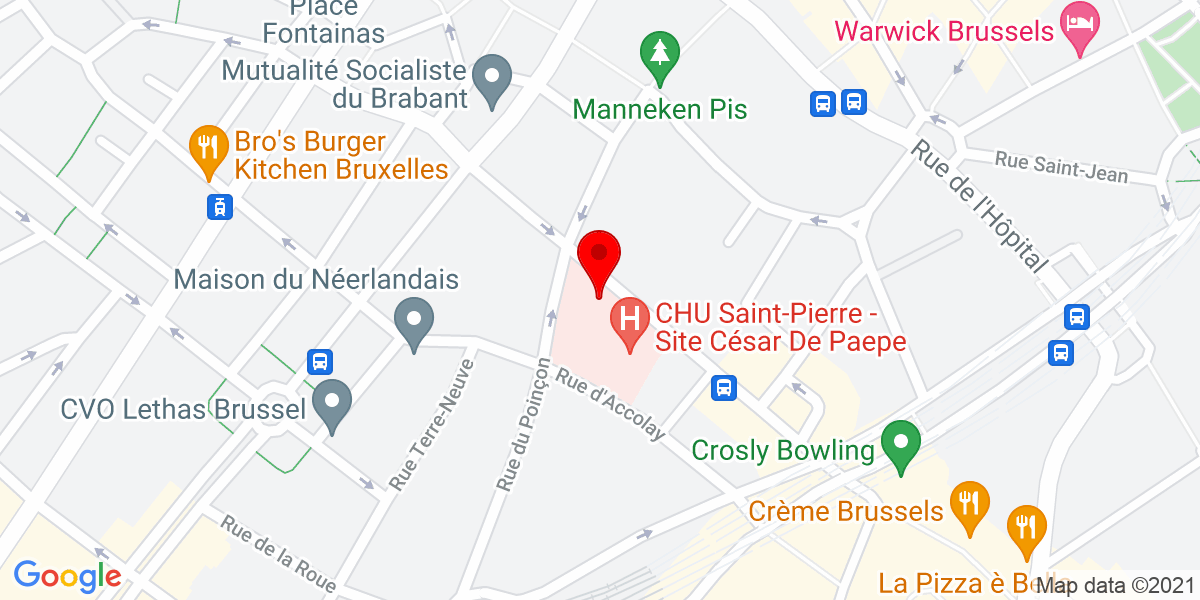 Place
Fontainas
Warwick Brussels
Mutualité Socialiste
du Brabant
Manneken Pis
Bro's Burger
Kitchen Bruxelles
Rue Saint-Jean
Rue de l'Hôpital
Maison du Néerlandais
CHU Saint-Pierre -
Site César De Paepe
H
CVO Lethas Brussel
Rue Terre-Neuve
Rue du Poinçon
Rue d'Accolay
Crosly Bowling
Crème Brussels
Rue de la Roue
La Pizza è Bella
Google
Map data ©2021